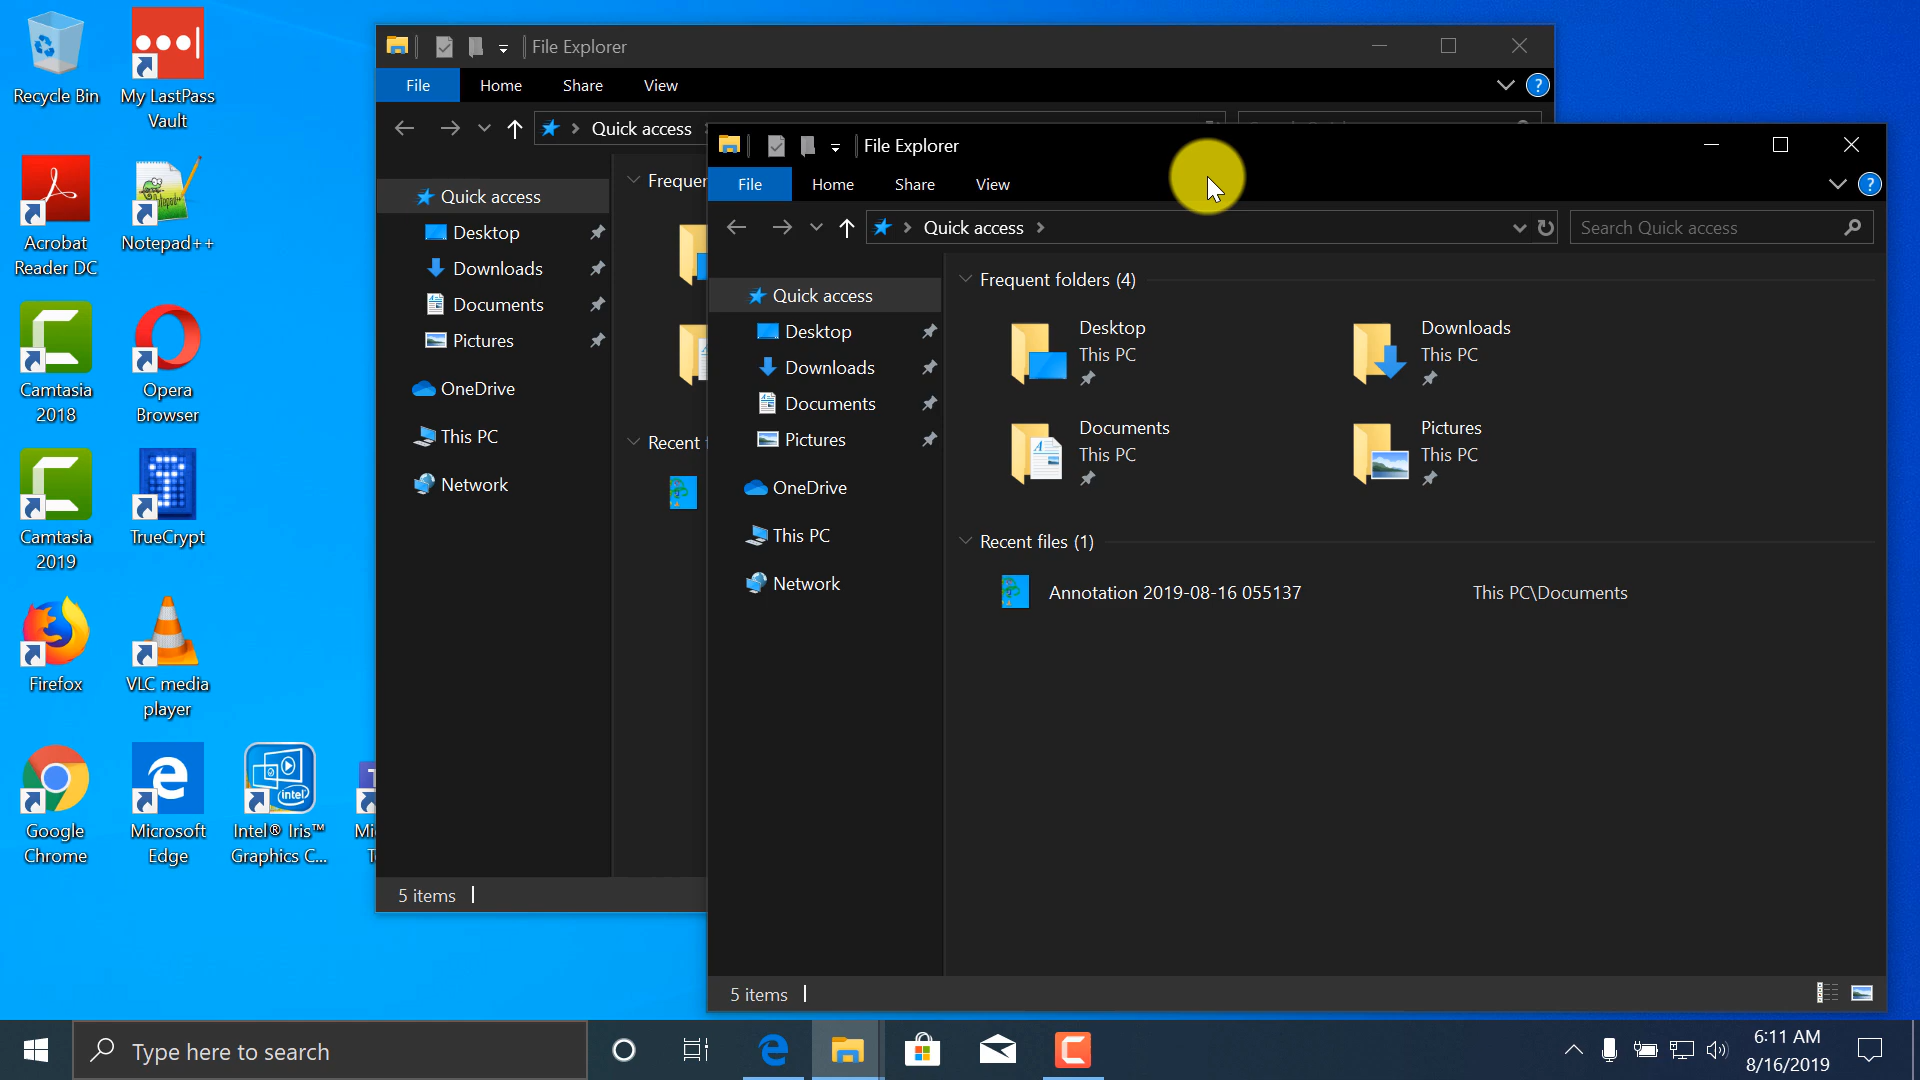 Recycle Bin
My LastPass
Vault
Acrobat
Reader DC
Notepad++
Camtasia
2018
Opera
Browser
Camtasia
2019
TrueCrypt
Firefox
VLC media
player
Google
Chrome
Microsoft
Edge
intel
Intel® Iris™
Graphics C...
File Explorer
File
Home
Share
View
?
Quick access
Quick access
Desktop
Downloads
Documents
Pictures
OneDrive
This PC
Network
5 items
File Explorer
File
Home
Share
View
?
Quick access
Search Quick access
Quick access
Desktop
Downloads
Documents
Pictures
OneDrive
This PC
Network
Frequent folders (4)
Desktop
This PC
Downloads
This PC
Documents
This PC
Pictures
This PC
Recent files (1)
Annotation 2019-08-16 055137
This PC\Documents
5 items
Type here to search
6:11 AM
8/16/2019